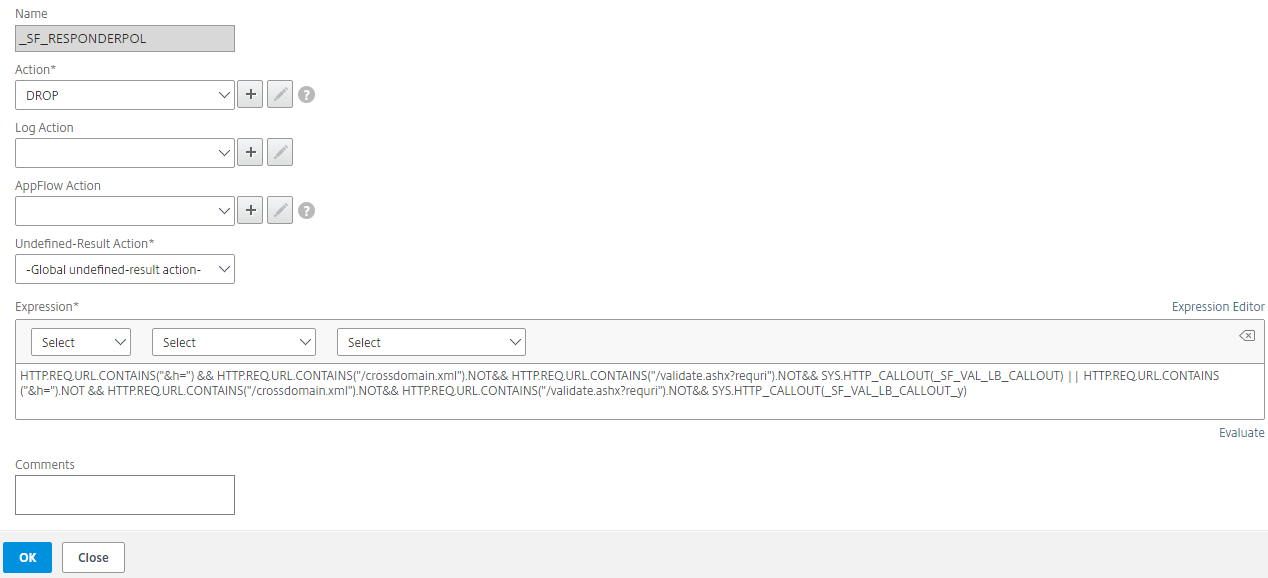 Name
_SF_RESPONDERPOL
Action*
DROP
+
?
Log Action
+
AppFlow Action
+
?
Undefined-Result Action*
-Global undefined-result action-
Expression*
Expression Editor
Select
Select
Select
HTTP.REQ.URL.CONTAINS("&h=") && HTTP.REQ.URL.CONTAINS("/crossdomain.xml").NOT&& HTTP.REQ.URL.CONTAINS("/validate.ashx?requri").NOT&& SYS.HTTP_CALLOUT(_SF_VAL_LB_CALLOUT) || HTTP.REQ.URL.CONTAINS
("&h=").NOT && HTTP.REQ.URL.CONTAINS("/crossdomain.xml").NOT&& HTTP.REQ.URL.CONTAINS("/validate.ashx?requri").NOT&& SYS.HTTP_CALLOUT(_SF_VAL_LB_CALLOUT_y)
Evaluate
Comments
OK
Close